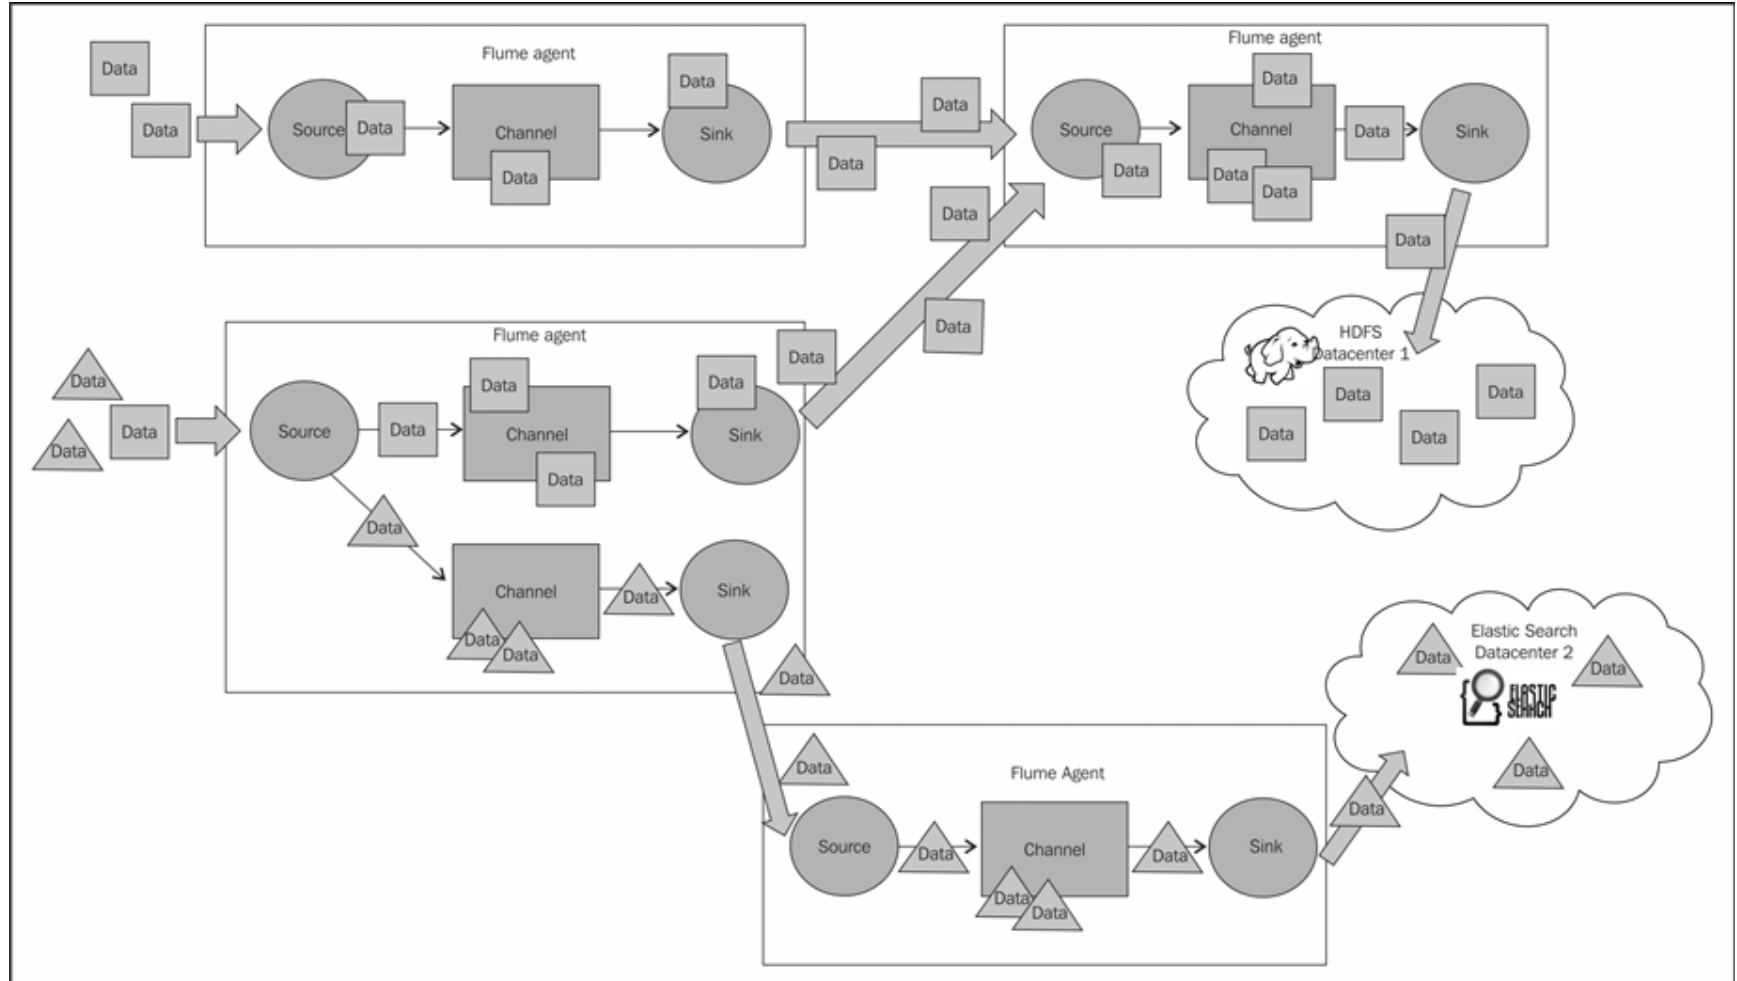 Flume agent
Data
Data
Source
Data
Channel
Data
Data
Sink
Data
Data
Flume agent
Source
Data
Data
Channel
Data
Data
Data
Sink
Data
Data
Data
HDFS
Datacenter 1
Data
Data
Data
Data
Flume agent
Data
Data
Data
Source
Data
Data
Channel
Data
Data
Sink
Data
Data
Channel
Data
Data
Data
Sink
Data
Data
Flume Agent
Source
Data
Channel
Data
Data
Data
Sink
Data
Elastic Search
Datacenter 2
Data
Data
ELASTIC
SEARCH
Data